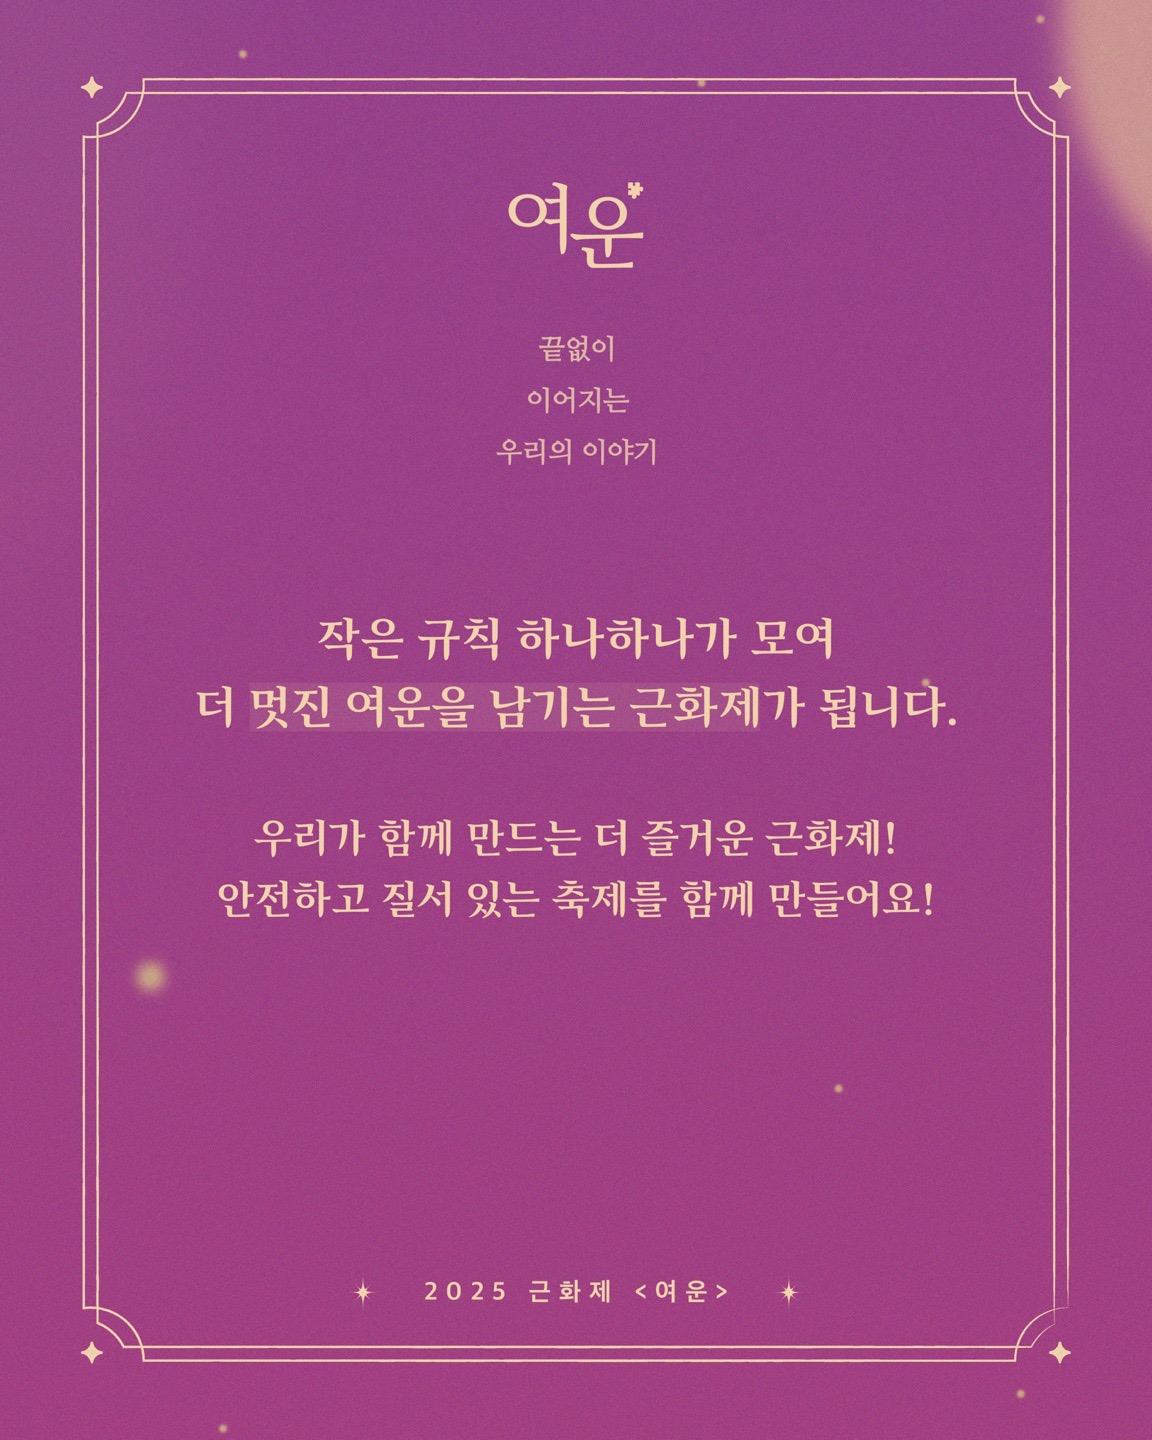 여운
끝없이
이어지는
우리의 이야기
작은 규칙 하나하나가 모여
더 멋진 여운을 남기는 근화제가 됩니다.
우리가 함께 만드는 더 즐거운 근화제!
안전하고 질서 있는 축제를 함께 만들어요!
2025 근화제 <여운>